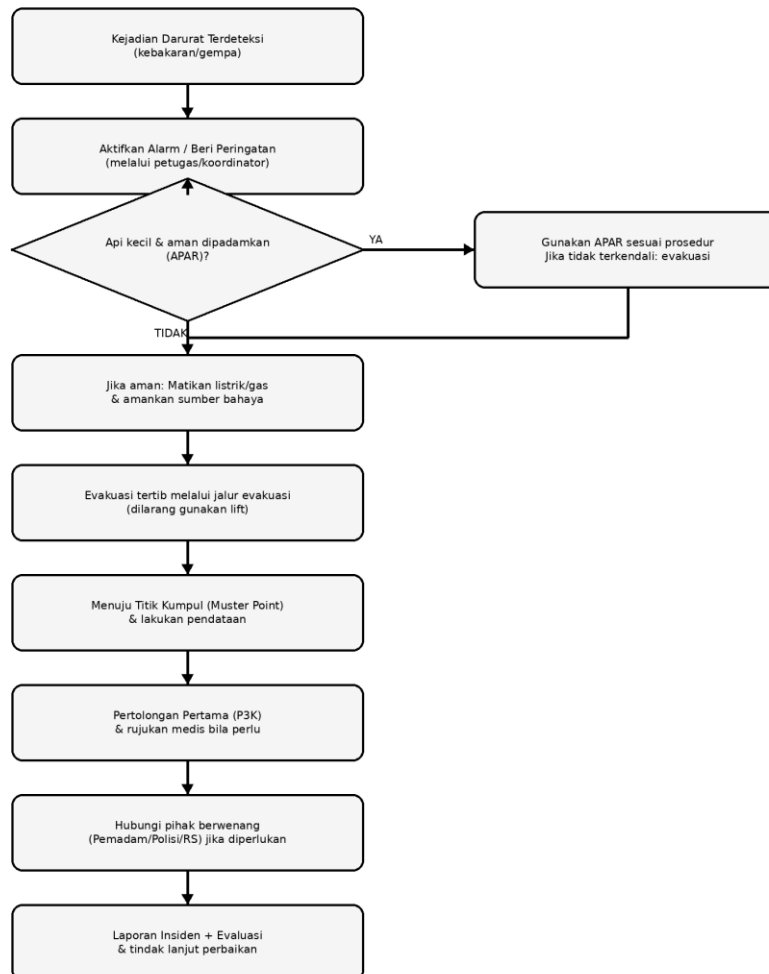 Kejadian Darurat Terdeteksi
(kebakaran/gempa)
Aktifkan Alarm / Beri Peringatan
(melalui petugas/koordinator)
Api kecil & aman dipadamkan
(APAR)?
YA
Gunakan APAR sesuai prosedur
Jika tidak terkendali: evakuasi
TIDAK
Jika aman: Matikan listrik/gas
& amankan sumber bahaya
Evakuasi tertib melalui jalur evakuasi
(dilarang gunakan lift)
Menuju Titik Kumpul (Muster Point)
& lakukan pendataan
Pertolongan Pertama (P3K)
& rujukan medis bila perlu
Hubungi pihak berwenang
(Pemadam/Polisi/RS) jika diperlukan
Laporan Insiden + Evaluasi
& tindak lanjut perbaikan